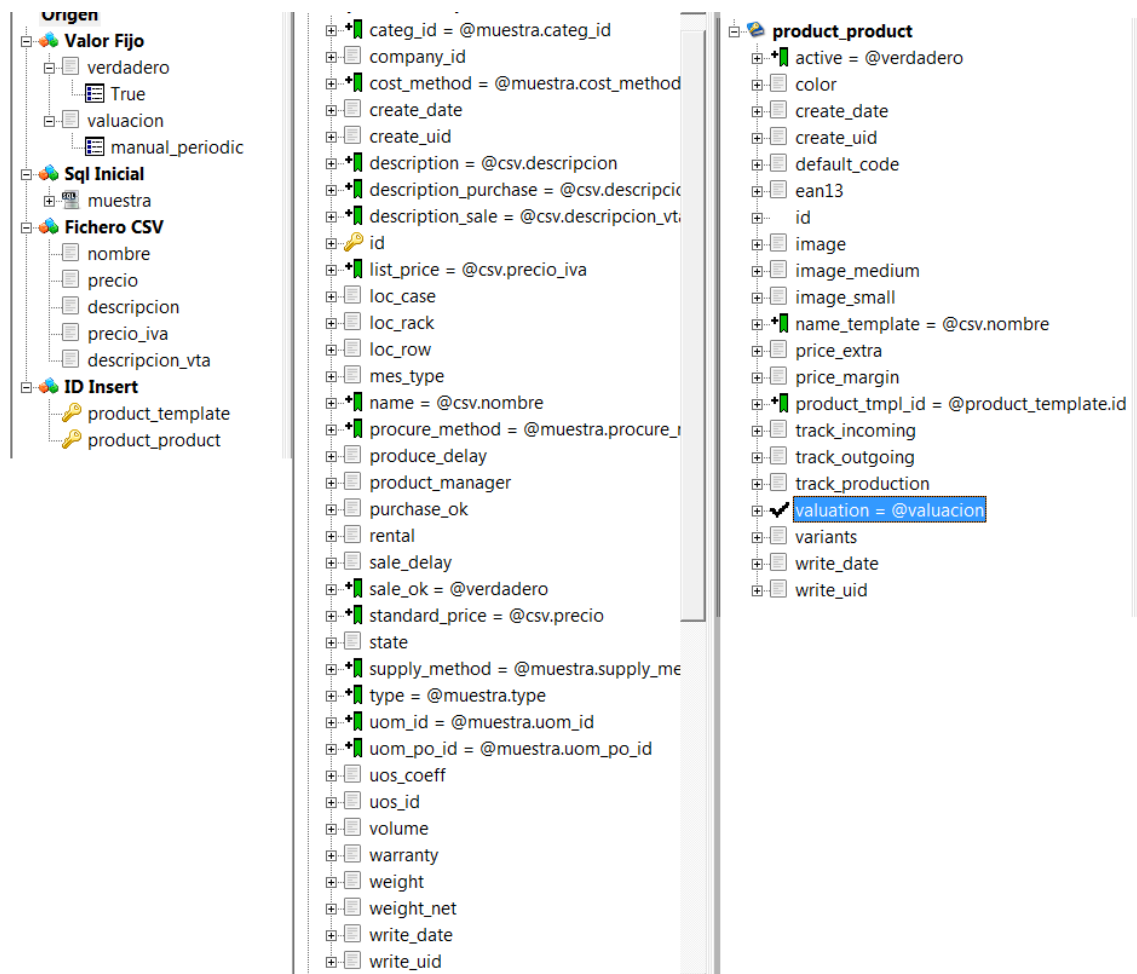 Origen
Valor Fijo
verdadero
True
valuacion
manual_periodic
Sql Inicial
muestra
Fichero CSV
nombre
precio
descripcion
precio_iva
descripcion_vta
ID Insert
product_template
product_product
categ_id = @muestra.categ_id
company_id
cost_method = @muestra.cost_method
create_date
create_uid
description = @csv.descripcion
description_purchase = @csv.descripcic
description_sale = @csv.descripcion_vta
id
list_price = @csv.precio_iva
loc_case
loc_rack
loc_row
mes_type
name = @csv.nombre
procure_method = @muestra.procure_r
produce_delay
product_manager
purchase_ok
rental
sale_delay
sale_ok = @verdadero
standard_price = @csv.precio
state
supply_method = @muestra.supply_me
type = @muestra.type
uom_id = @muestra.uom_id
uom_po_id = @muestra.uom_po_id
uos_coeff
uos_id
volume
warranty
weight
weight_net
write_date
write_uid
product_product
active = @verdadero
color
create_date
create_uid
default_code
ean13
id
image
image_medium
image_small
name_template = @csv.nombre
price_extra
price_margin
product_tmpl_id = @product_template.id
track_incoming
track_outgoing
track_production
valuation = @valuacion
variants
write_date
write_uid